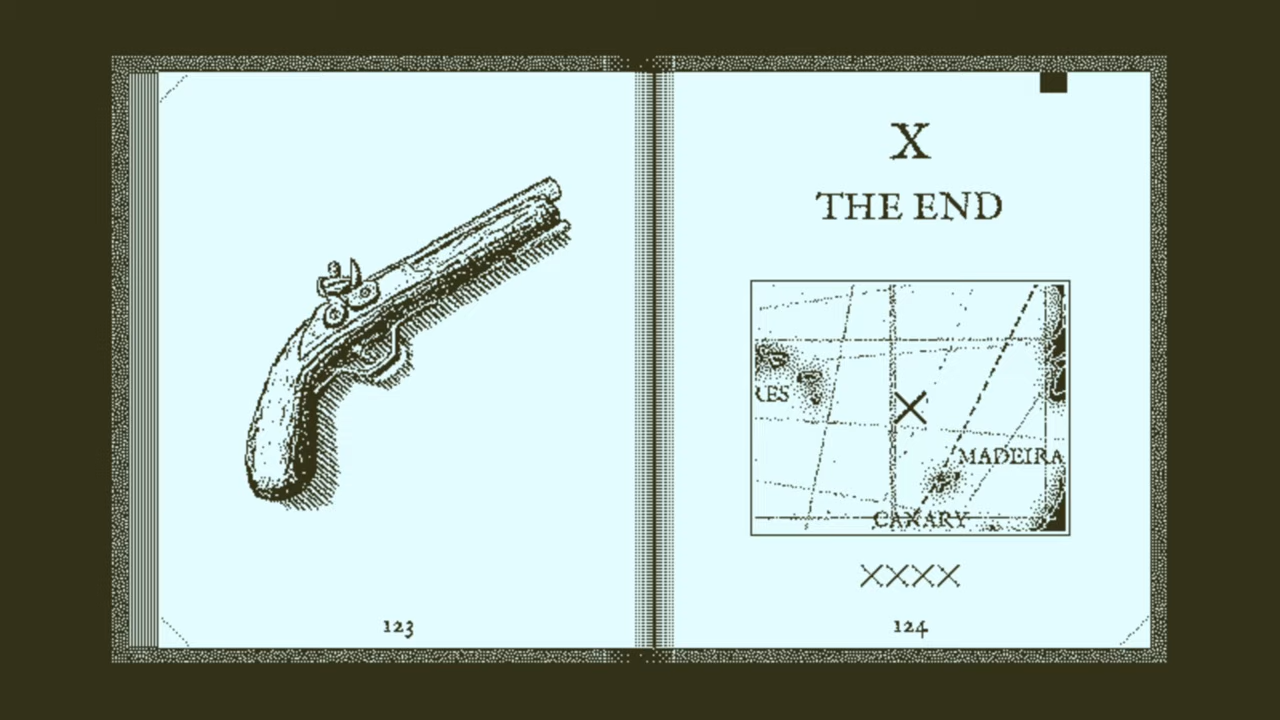 X
THE END
RES
MADEIRA
CANARY
XXXX
123
124